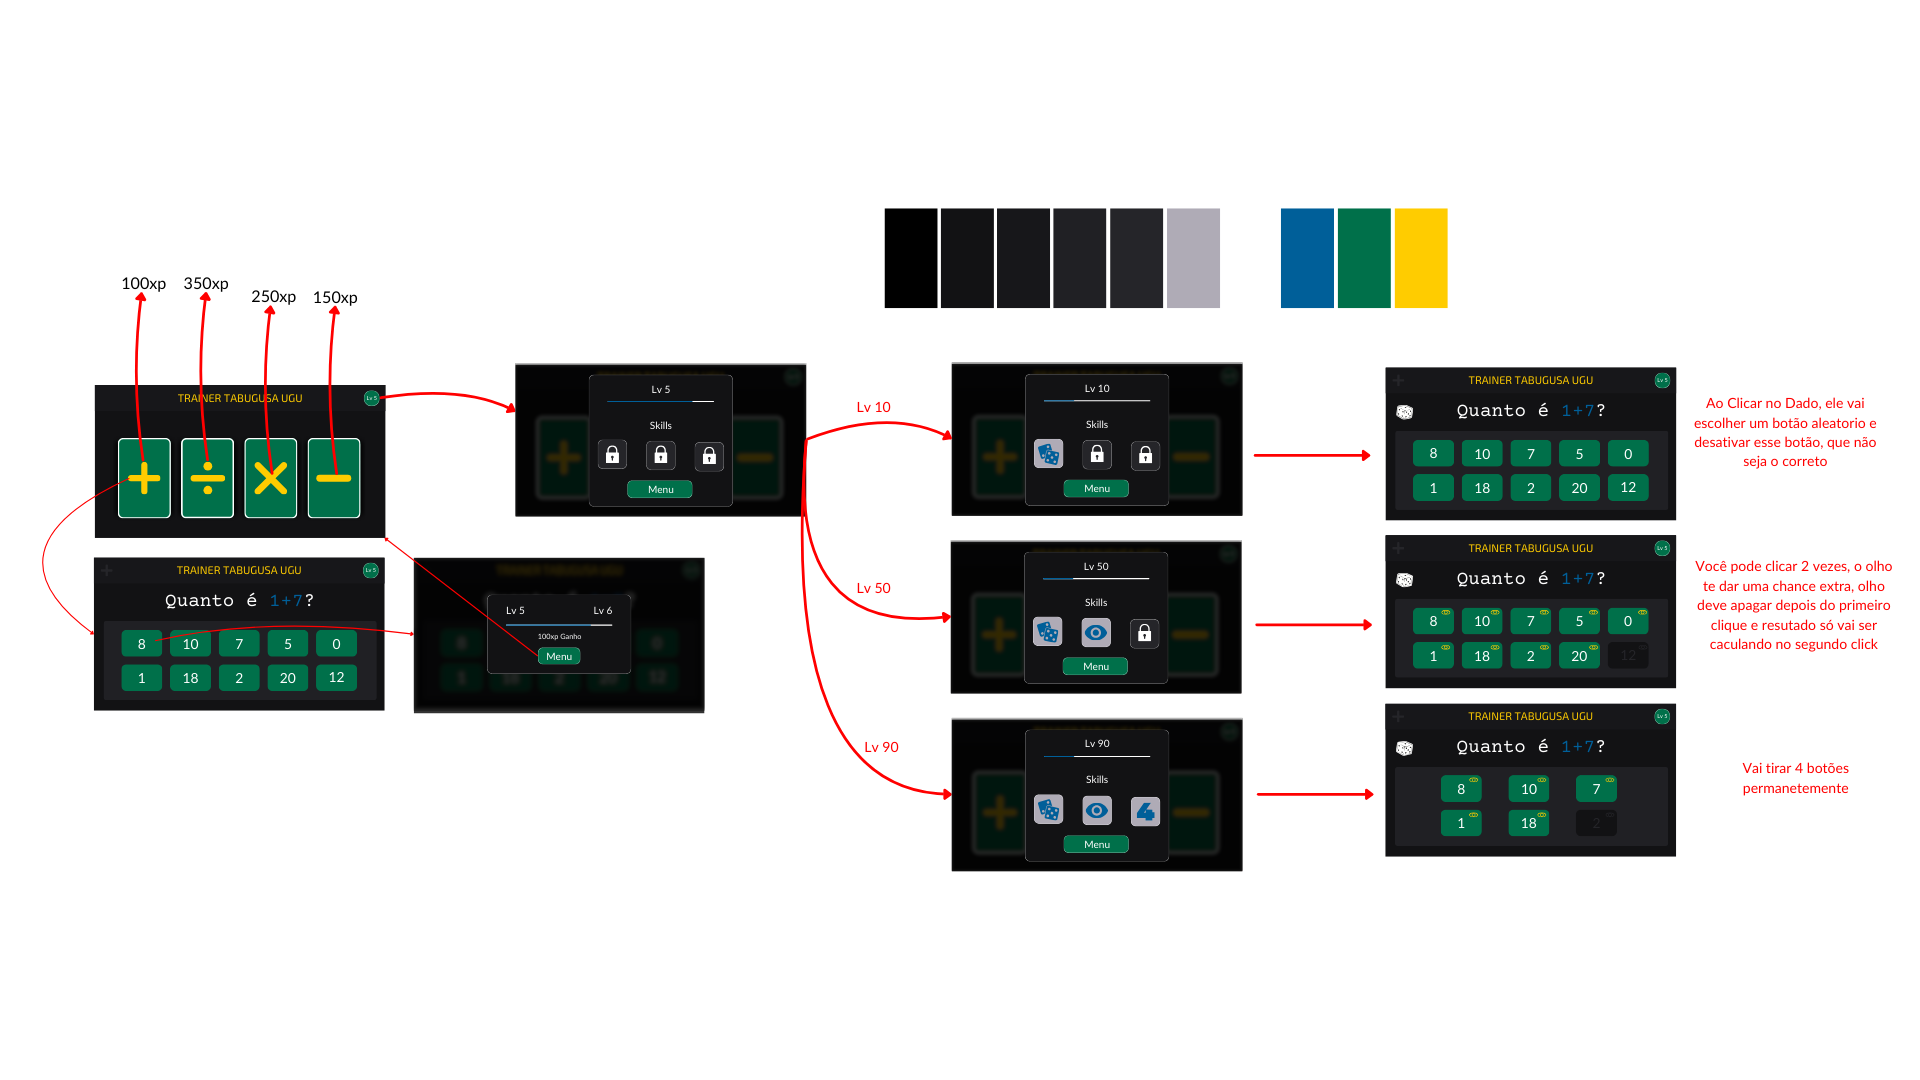 100xp
350xp
250xp
150xp
TRAINER TABUGUSA UGU
Lv 5
TRAINER TABUGUSA UGU
Lv 5
Quanto é 1+7?
8 10 7 5 0
1 18 2 20 12
Lv 5 Lv 6
100xp Ganho
Menu
Lv 5
Skills
Menu
Lv 10
Lv 50
Lv 90
Lv 10
Skills
Menu
Lv 50
Skills
Menu
Lv 90
Skills
4
Menu
TRAINER TABUGUSA UGU
Lv 5
Quanto é 1+7?
8 10 7 5 0
1 18 2 20 12
Ao Clicar no Dado, ele vai
escolher um botão aleatorio e
desativar esse botão, que não
seja o correto
TRAINER TABUGUSA UGU
Lv 5
Quanto é 1+7?
8 10 7 5 0
1 18 2 20 12
Você pode clicar 2 vezes, o olho
te dar uma chance extra, olho
deve apagar depois do primeiro
clique e resutado só vai ser
caculando no segundo click
TRAINER TABUGUSA UGU
Lv 5
Quanto é 1+7?
8 10 7
1 18 2
Vai tirar 4 botões
permanetemente